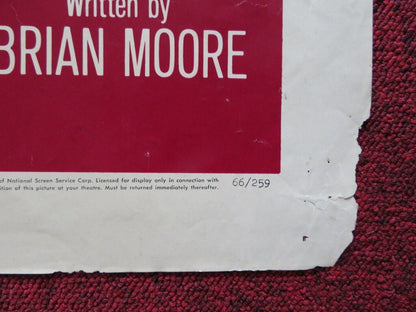 Written by
BRIAN MOORE
of National Screen Service Corp. Licensed for display only in connection with
ition of this picture at your theatre. Must be returned immediately thereafter.
66/259